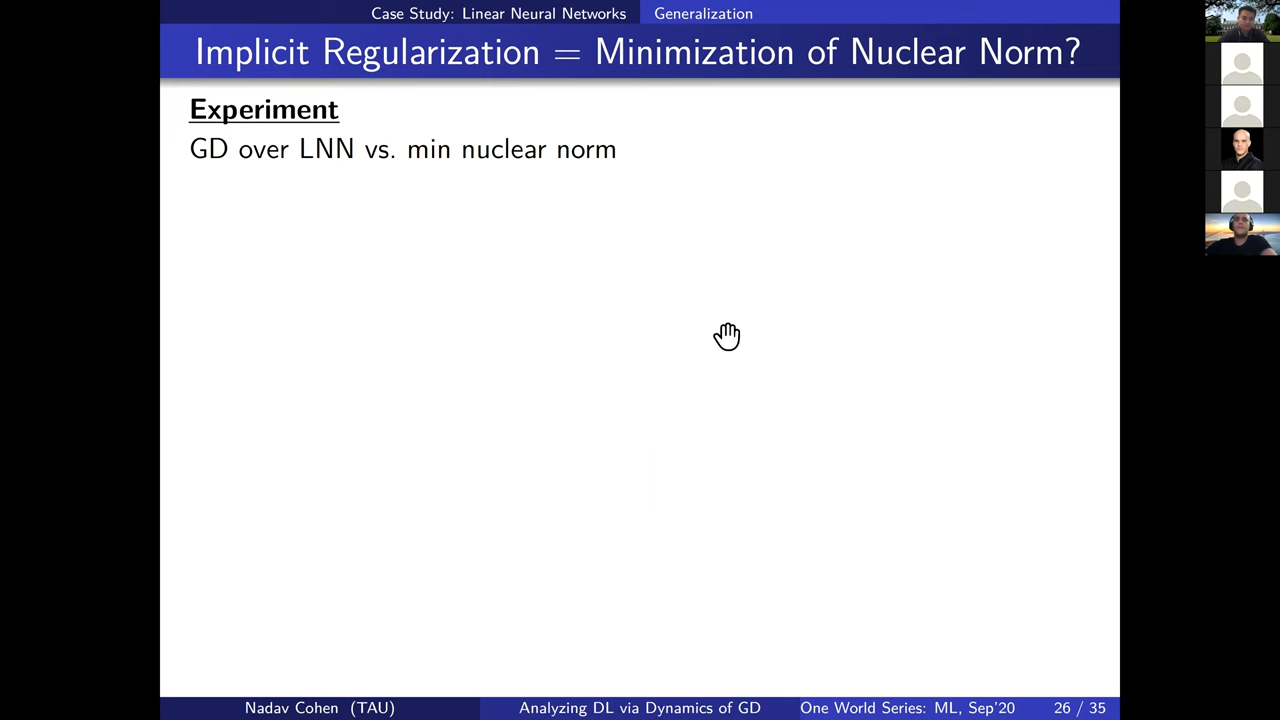 Case Study: Linear Neural Networks Generalization
Implicit Regularization = Minimization of Nuclear Norm?
Experiment
GD over LNN vs. min nuclear norm
Nadav Cohen (TAU) Analyzing DL via Dynamics of GD One World Series: ML, Sep'20 26 / 35